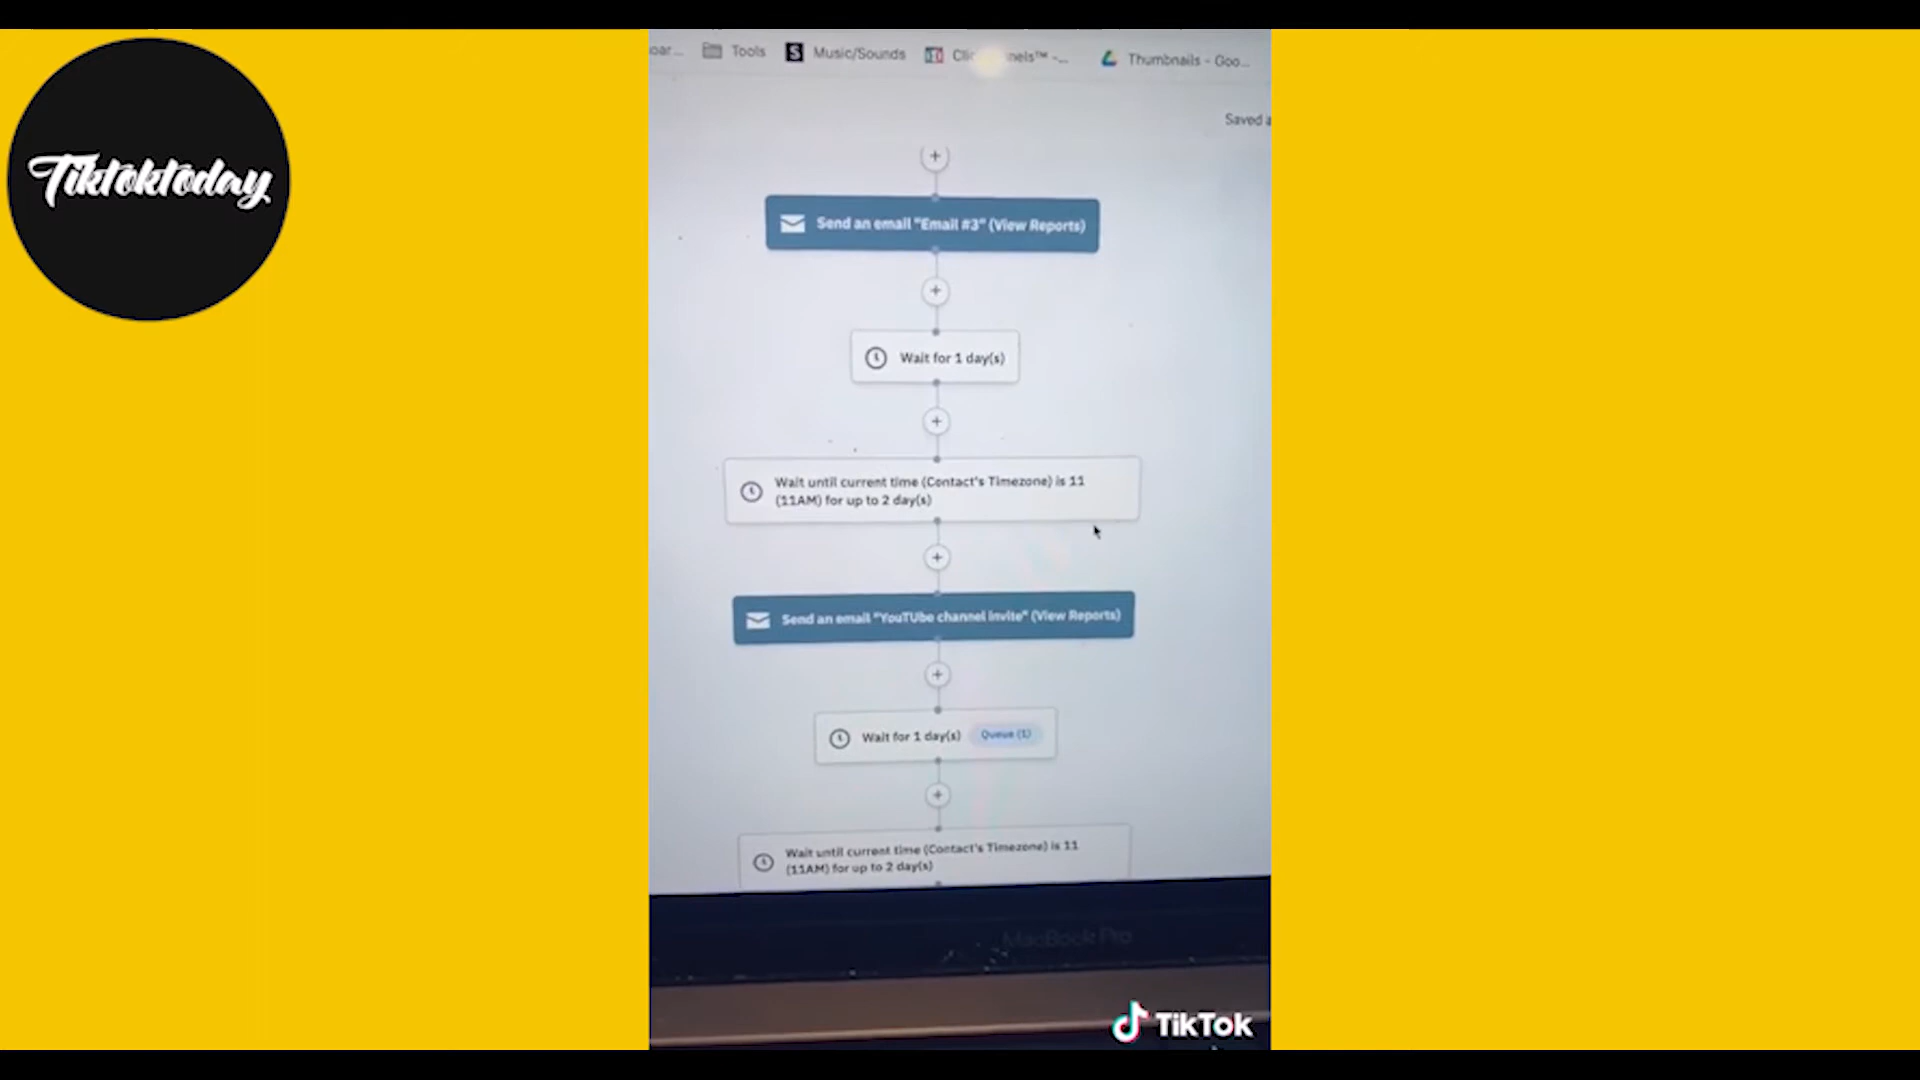 Tiktoktoday
Tools
Music/Sounds
Thumbnails - Goo...
Saved
Send an email "Email #3" (View Reports)
Wait for 1 day(s)
Wait until current time (Contact's Timezone) is 11
(11AM) for up to 2 day(s)
Send an email "YouTUbe channel invite" (View Reports)
Wait for 1 day(s) Queue (1)
Wait until current time (Contact's Timezone) is 11
(11AM) for up to 2 day(s)
MacBook Pro
TikTok